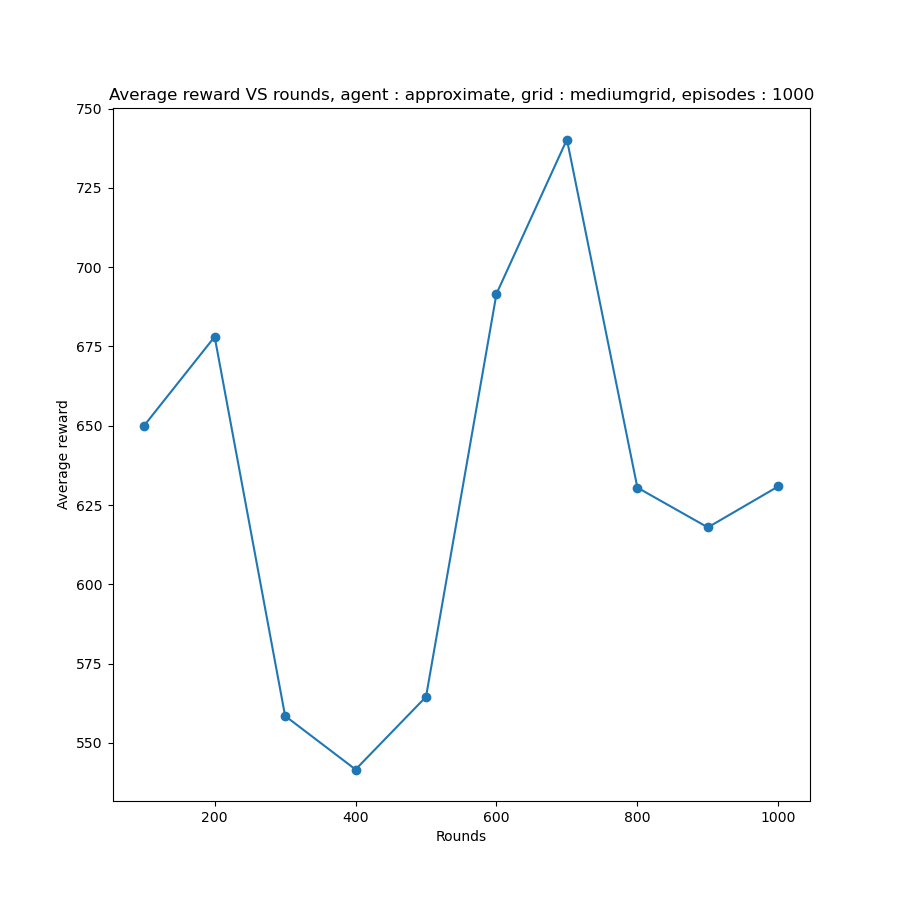 Average reward VS rounds, agent : approximate, grid : mediumgrid, episodes : 1000
750
725
700
675
650
625
600
575
550
Average reward
200 400 600 800 1000
Rounds